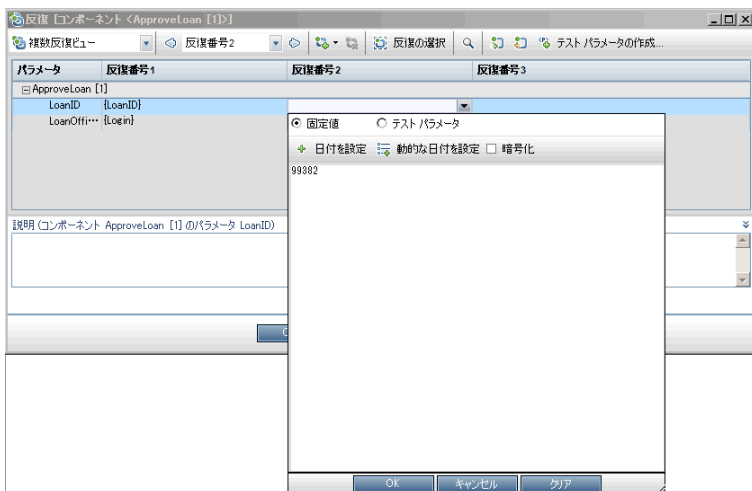 反復 [コンポーネント <ApproveLoan [1]>]
複数反復ビュー 反復番号2 反復の選択 テスト パラメータの作成...
パラメータ 反復番号1 反復番号2 反復番号3
ApproveLoan [1]
LoanID {LoanID}
LoanOffi... {Login}
固定値 テスト パラメータ
日付を設定 動的な日付を設定 暗号化
99382
説明 (コンポーネント ApproveLoan [1] のパラメータ LoanID)
OK キャンセル クリア